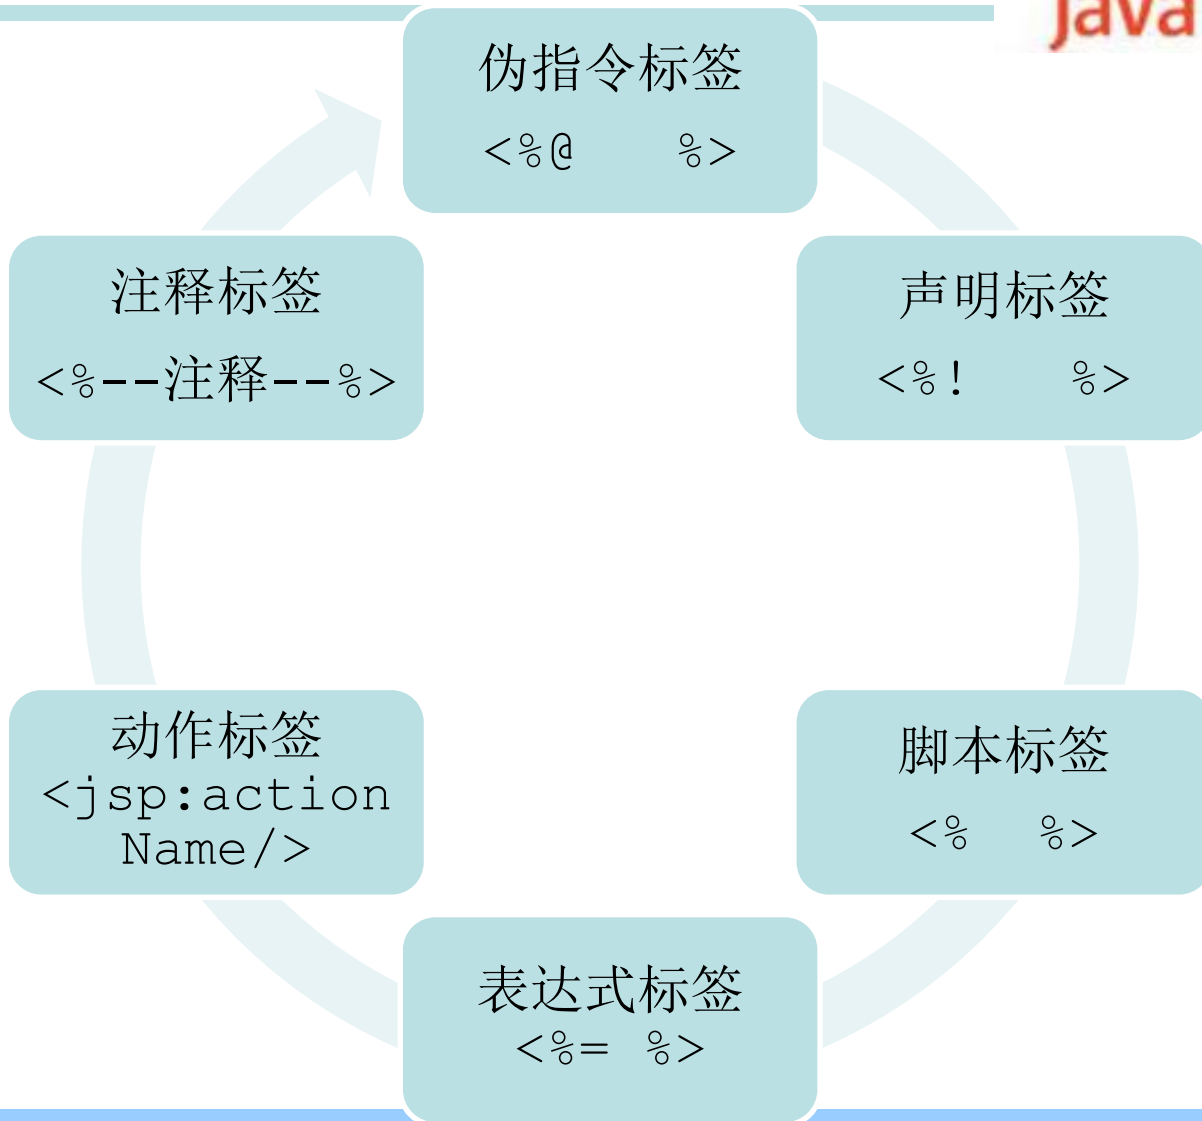 Java
伪指令标签
<%@    %>
声明标签
<%!    %>
脚本标签
<%   %>
表达式标签
<%= %>
动作标签
<jsp:action
Name/>
注释标签
<%--注释--%>